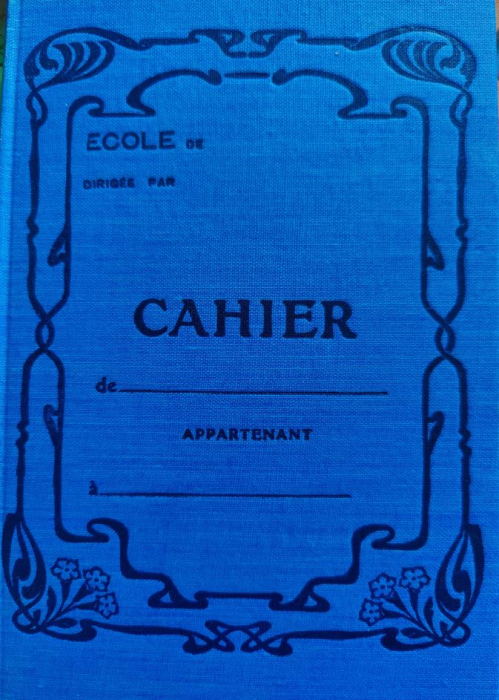 ECOLE DE
DIRIGÉE PAR
CAHIER
de
APPARTENANT
à